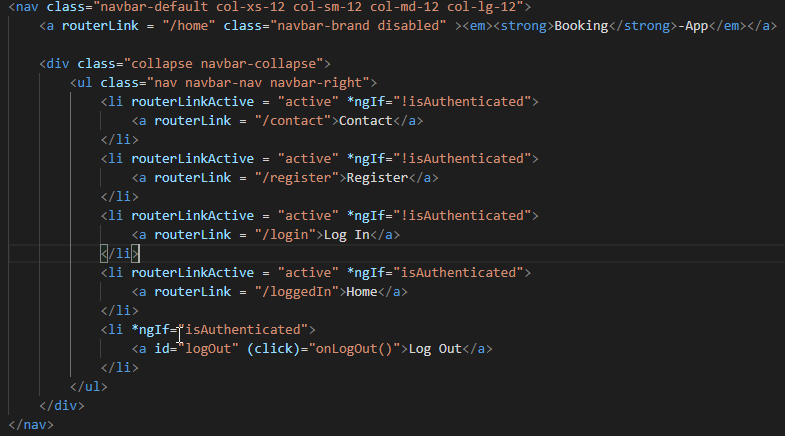 <nav class="navbar-default col-xs-12 col-sm-12 col-md-12 col-lg-12">
    <a routerLink = "/home" class="navbar-brand disabled" ><em><strong>Booking</strong>-App</em></a>
    <div class="collapse navbar-collapse">
        <ul class="nav navbar-nav navbar-right">
            <li routerLinkActive = "active" *ngIf="!isAuthenticated">
                <a routerLink = "/contact">Contact</a>
            </li>
            <li routerLinkActive = "active" *ngIf="!isAuthenticated">
                <a routerLink = "/register">Register</a>
            </li>
            <li routerLinkActive = "active" *ngIf="!isAuthenticated">
                <a routerLink = "/login">Log In</a>
            </li>
            <li routerLinkActive = "active" *ngIf="isAuthenticated">
                <a routerLink = "/loggedIn">Home</a>
            </li>
            <li *ngIf="isAuthenticated">
                <a id="logOut" (click)="onLogOut()">Log Out</a>
            </li>
        </ul>
    </div>
</nav>